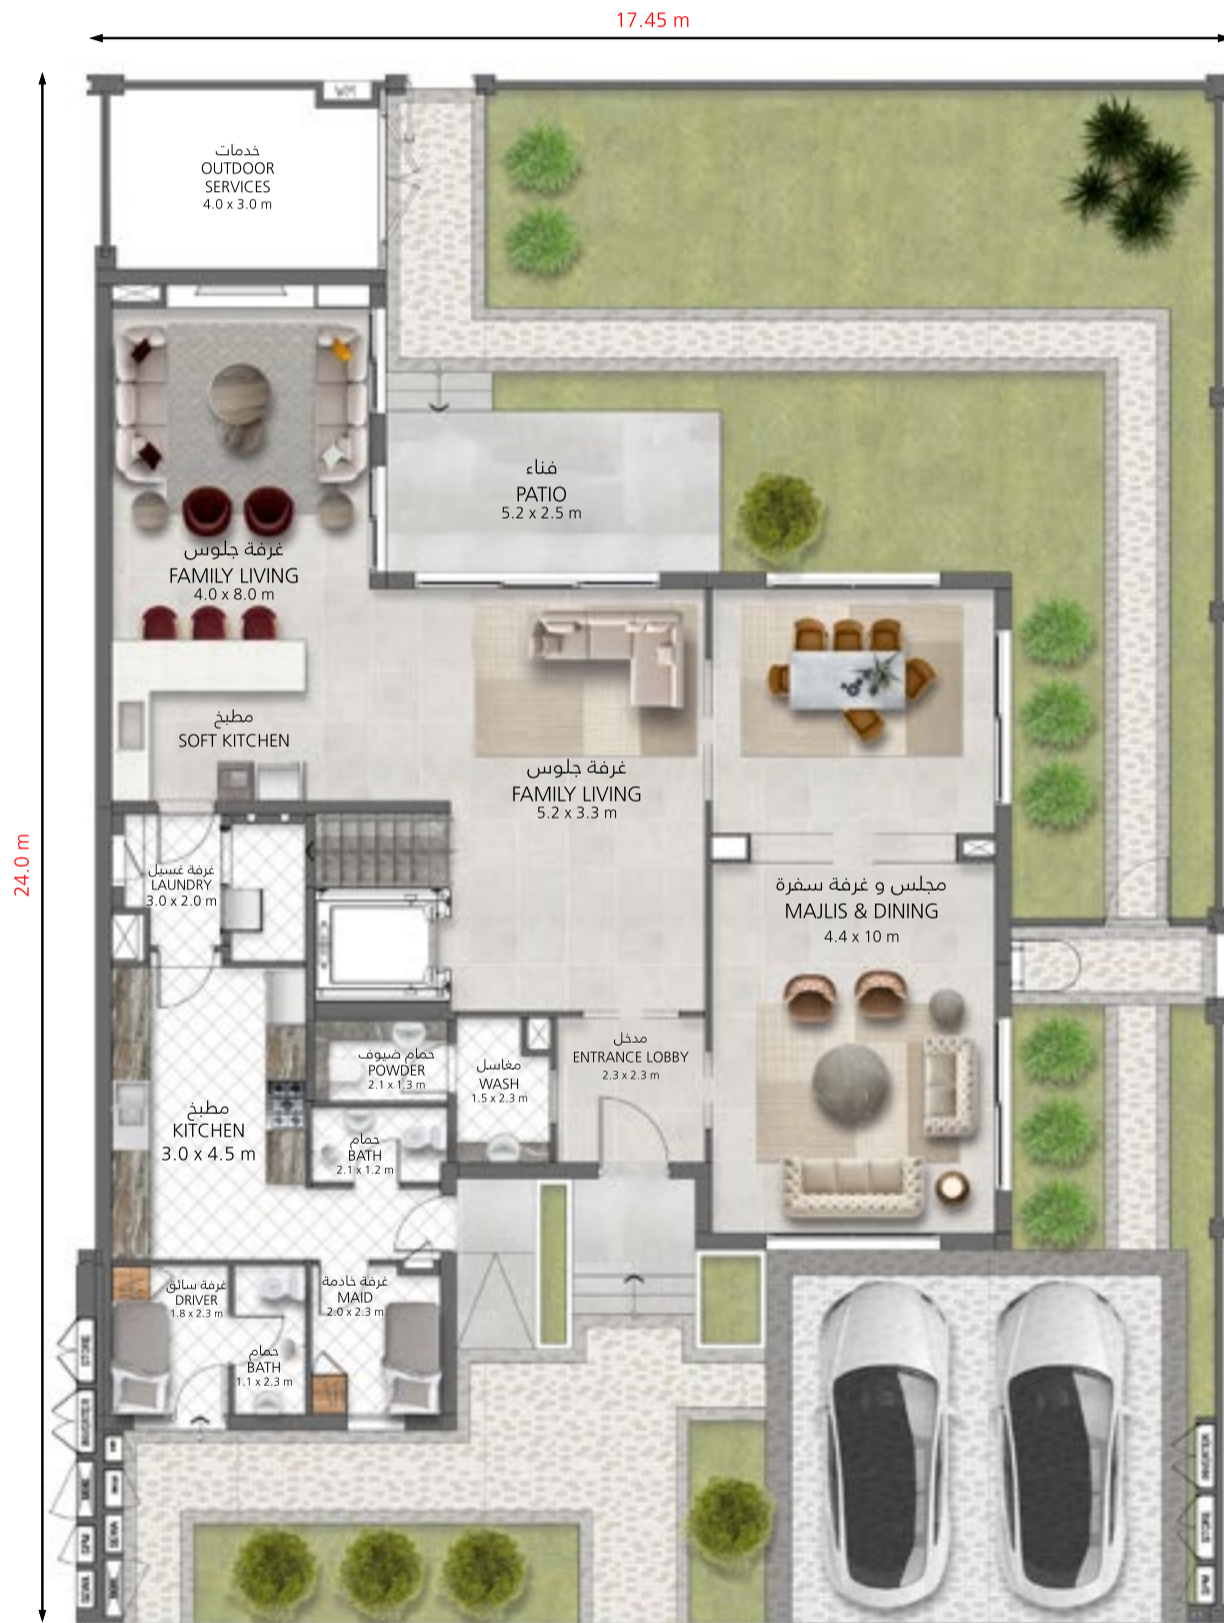 17.45 m
24.0 m
WM
خدمات
OUTDOOR
SERVICES
4.0 x 3.0 m
فناء
PATIO
5.2 x 2.5 m
غرفة جلوس
FAMILY LIVING
4.0 x 8.0 m
مطبخ
SOFT KITCHEN
غرفة جلوس
FAMILY LIVING
5.2 x 3.3 m
غرفة غسيل
LAUNDRY
3.0 x 2.0 m
مجلس و غرفة سفرة
MAJLIS & DINING
4.4 x 10 m
مدخل
ENTRANCE LOBBY
2.3 x 2.3 m
حمام ضيوف
POWDER
2.1 x 1.3 m
مغاسل
WASH
1.5 x 2.3 m
مطبخ
KITCHEN
3.0 x 4.5 m
حمام
BATH
2.1 x 1.2 m
غرفة سائق
DRIVER
1.8 x 2.3 m
غرفة خادمة
MAID
2.0 x 2.3 m
حمام
BATH
1.1 x 2.3 m
STORE
STORE